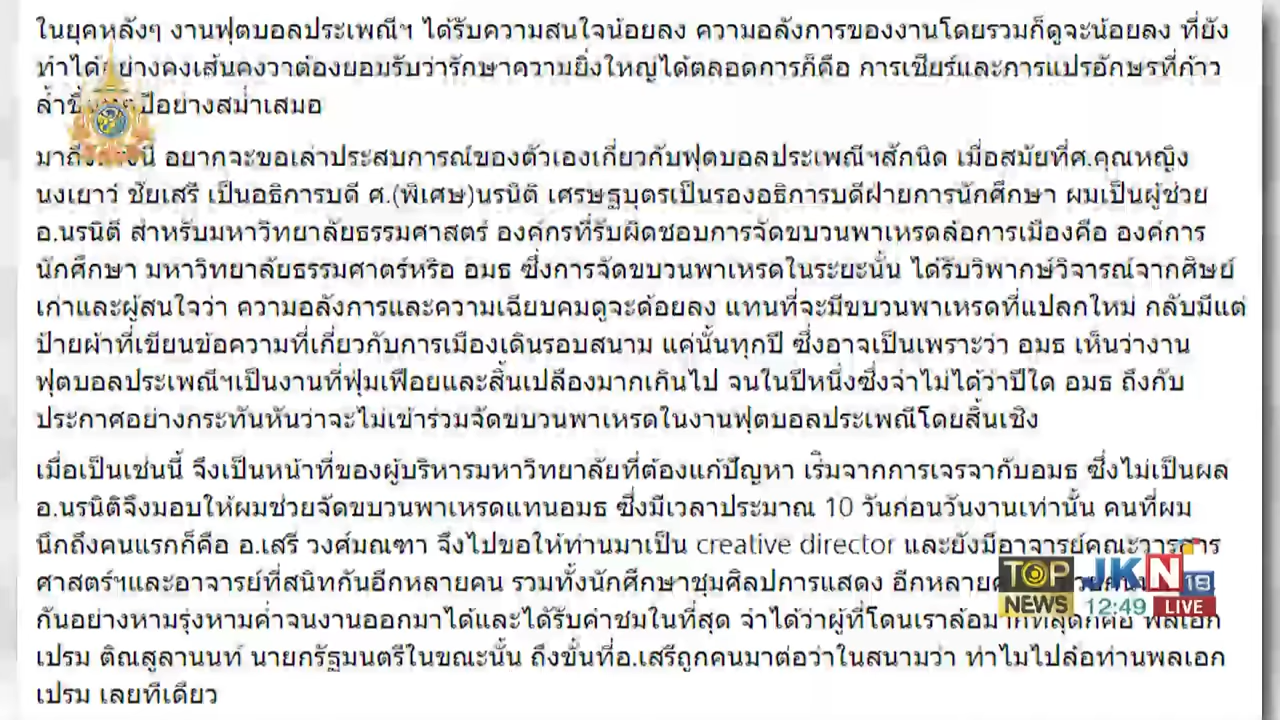 ในยุคหลังๆ งานฟุตบอลประเพณีฯ ได้รับความสนใจน้อยลง ความอลังการของงานโดยรวมก็ดูจะน้อยลง ที่ยัง
ทำได้อย่างคงเส้นคงวาต้องยอมรับว่ารักษาความยิ่งใหญ่ได้ตลอดการก็คือ การเชียร์และการแปรอักษรที่ก้าว
ล้ำขึ้นทุกปีอย่างสม่ำเสมอ
มาถึงตรงนี้ อยากจะขอเล่าประสบการณ์ของตัวเองเกี่ยวกับฟุตบอลประเพณีฯสักนิด เมื่อสมัยที่ศ.คุณหญิง
นงเยาว์ ชัยเสรี เป็นอธิการบดี ศ.(พิเศษ)นรนิติ เศรษฐบุตรเป็นรองอธิการบดีฝ่ายการนักศึกษา ผมเป็นผู้ช่วย
อ.นรนิติ สำหรับมหาวิทยาลัยธรรมศาสตร์ องค์กรที่รับผิดชอบการจัดขบวนพาเหรดล้อการเมืองคือ องค์การ
นักศึกษา มหาวิทยาลัยธรรมศาตร์หรือ อมธ ซึ่งการจัดขบวนพาเหรดในระยะนั้น ได้รับวิพากษ์วิจารณ์จากศิษย์
เก่าและผู้สนใจว่า ความอลังการและความเฉียบคมดูจะด้อยลง แทนที่จะมีขบวนพาเหรดที่แปลกใหม่ กลับมีแต่
ป้ายผ้าที่เขียนข้อความที่เกี่ยวกับการเมืองเดินรอบสนาม แค่นั้นทุกปี ซึ่งอาจเป็นเพราะว่า อมธ เห็นว่างาน
ฟุตบอลประเพณีฯเป็นงานที่ฟุ่มเฟือยและสิ้นเปลืองมากเกินไป จนในปีหนึ่งซึ่งจำไม่ได้ว่าปีใด อมธ ถึงกับ
ประกาศอย่างกระทันหันว่าจะไม่เข้าร่วมจัดขบวนพาเหรดในงานฟุตบอลประเพณีโดยสิ้นเชิง
เมื่อเป็นเช่นนี้ จึงเป็นหน้าที่ของผู้บริหารมหาวิทยาลัยที่ต้องแก้ปัญหา เริ่มจากการเจรจากับอมธ ซึ่งไม่เป็นผล
อ.นรนิติจึงมอบให้ผมช่วยจัดขบวนพาเหรดแทนอมธ ซึ่งมีเวลาประมาณ 10 วันก่อนวันงานเท่านั้น คนที่ผม
นึกถึงคนแรกก็คือ อ.เสรี วงศ์มณฑา จึงไปขอให้ท่านมาเป็น creative director และยังมีอาจารย์คณะวารสาร
ศาสตร์ฯและอาจารย์ที่สนิทกันอีกหลายคน รวมทั้งนักศึกษาชุมศิลปการแสดง อีกหลาย
กันอย่างหามรุ่งหามค่ำจนงานออกมาได้และได้รับคำชมในที่สุด จำได้ว่าผู้ที่โดนเราล้อมากที่สุดก็คือ พลเอก
เปรม ติณสูลานนท์ นายกรัฐมนตรีในขณะนั้น ถึงขั้นที่อ.เสรีถูกคนมาต่อว่าในสนามว่า ทำไมไปล้อท่านพลเอก
เปรม เลยทีเดียว
TOP NEWS
JKN 18
12:49 LIVE